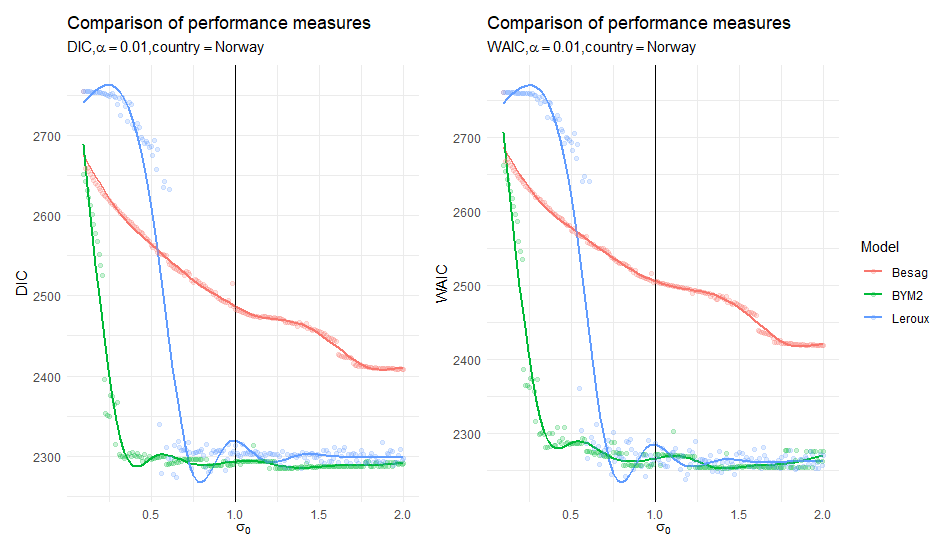 Comparison of performance measures
DIC,α = 0.01,country = Norway
DIC
2700
2600
2500
2400
2300
0.5
1.0
1.5
2.0
σ0
Comparison of performance measures
WAIC,α = 0.01,country = Norway
WAIC
2700
2600
2500
2400
2300
0.5
1.0
1.5
2.0
σ0
Model
Besag
BYM2
Leroux